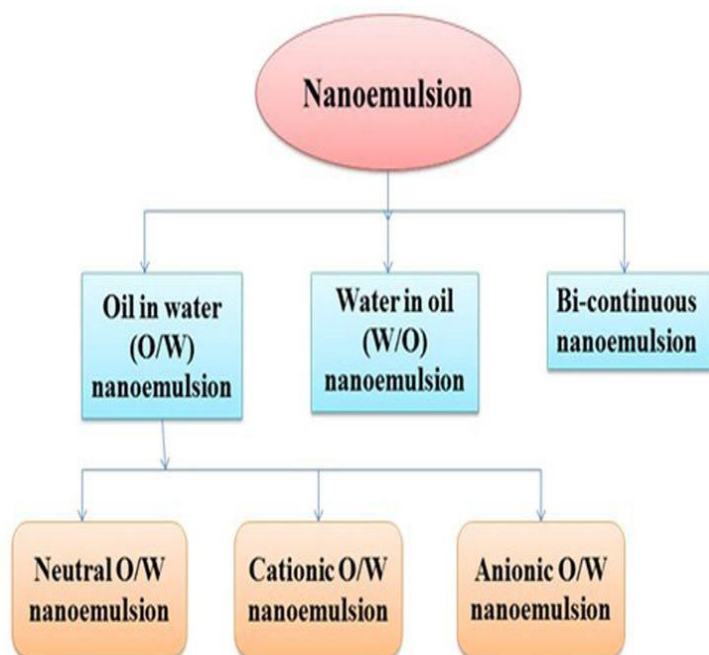 Nanoemulsion
Oil in water
(O/W)
nanoemulsion
Water in oil
(W/O)
nanoemulsion
Bi-continuous
nanoemulsion
Neutral O/W
nanoemulsion
Cationic O/W
nanoemulsion
Anionic O/W
nanoemulsion